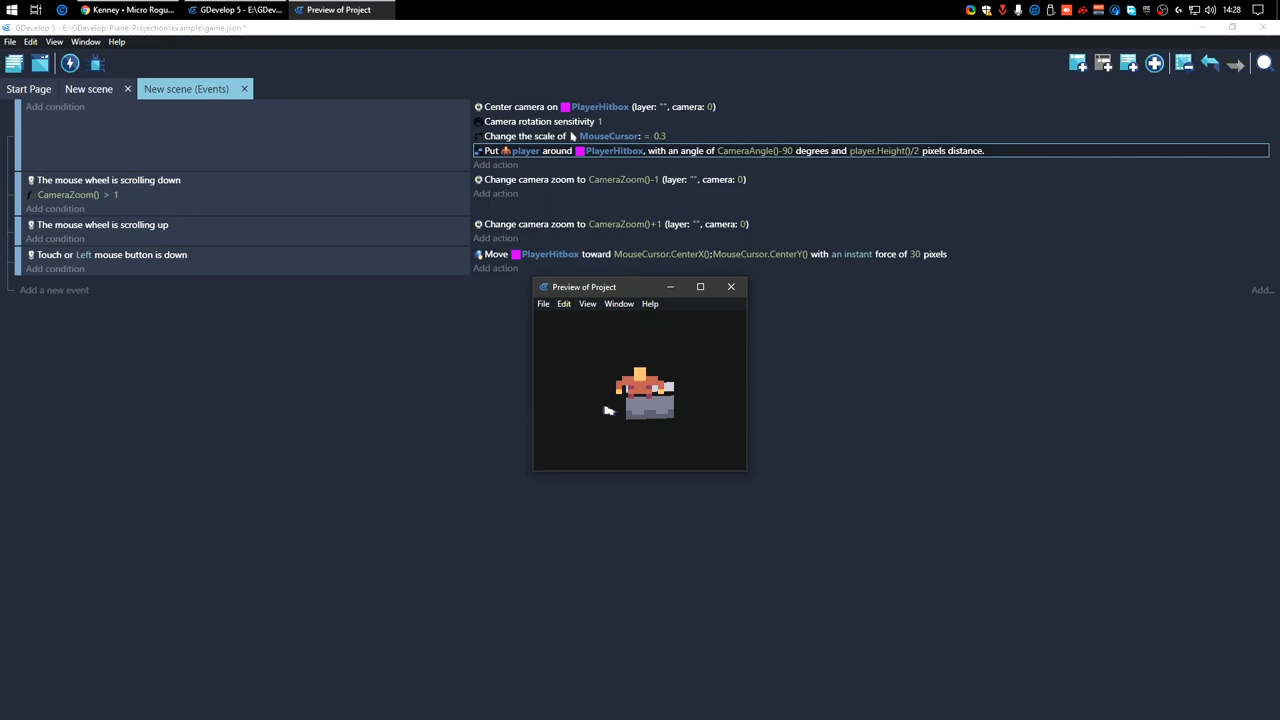 Kenney • Micro Rogu...
GDevelop 5 - E:\GDev...
Preview of Project
14:28
GDevelop 5 - E:\GDevelop-Plane-Projection\example\game.json *
File Edit View Window Help
Start Page New scene × New scene (Events) ×
Add condition
Center camera on PlayerHitbox (layer: "", camera: 0)
Camera rotation sensitivity 1
Change the scale of MouseCursor: = 0.3
Put player around PlayerHitbox, with an angle of CameraAngle()-90 degrees and player.Height()/2 pixels distance.
Add action
The mouse wheel is scrolling down
CameraZoom() > 1
Add condition
Change camera zoom to CameraZoom()-1 (layer: "", camera: 0)
Add action
The mouse wheel is scrolling up
Add condition
Change camera zoom to CameraZoom()+1 (layer: "", camera: 0)
Add action
Touch or Left mouse button is down
Add condition
Move PlayerHitbox toward MouseCursor.CenterX();MouseCursor.CenterY() with an instant force of 30 pixels
Add action
Add a new event
Add...
Preview of Project
File Edit View Window Help